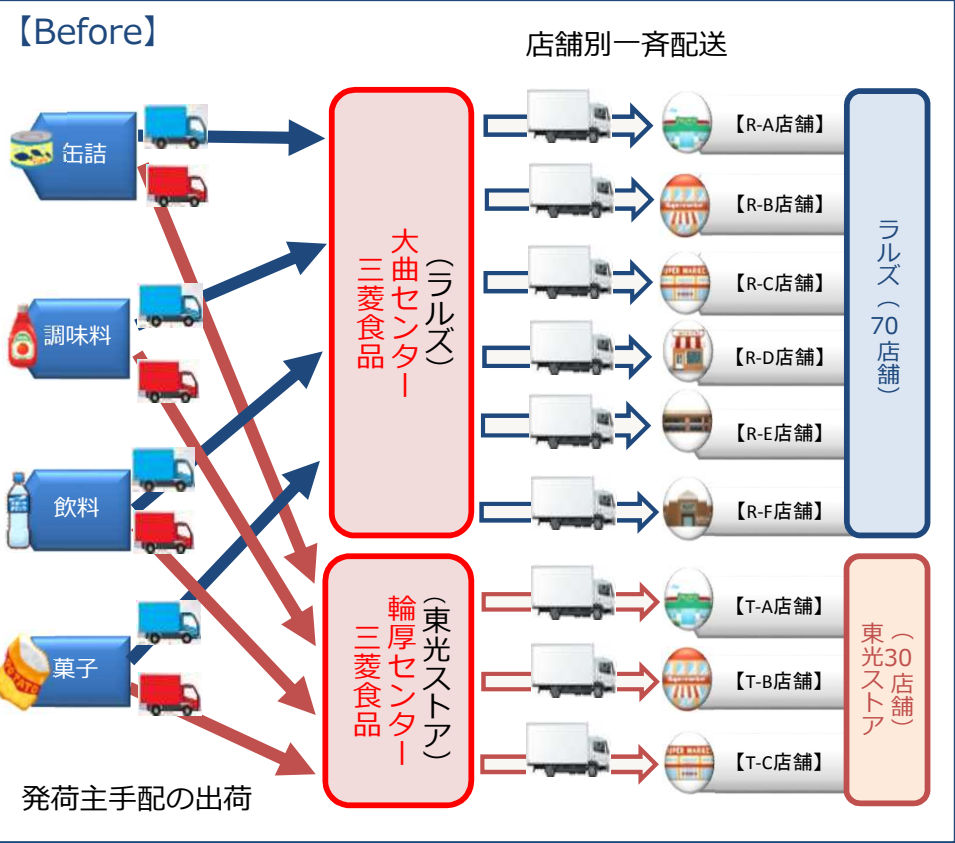 【Before】
店舗別一斉配送
缶詰
調味料
飲料
菓子
発荷主手配の出荷
三菱食品
大曲センター
（ラルズ）
三菱食品
輪厚センター
（東光ストア）
【R-A店舗】
【R-B店舗】
【R-C店舗】
【R-D店舗】
【R-E店舗】
【R-F店舗】
【T-A店舗】
【T-B店舗】
【T-C店舗】
ラルズ（70店舗）
東光ストア
（30店舗）